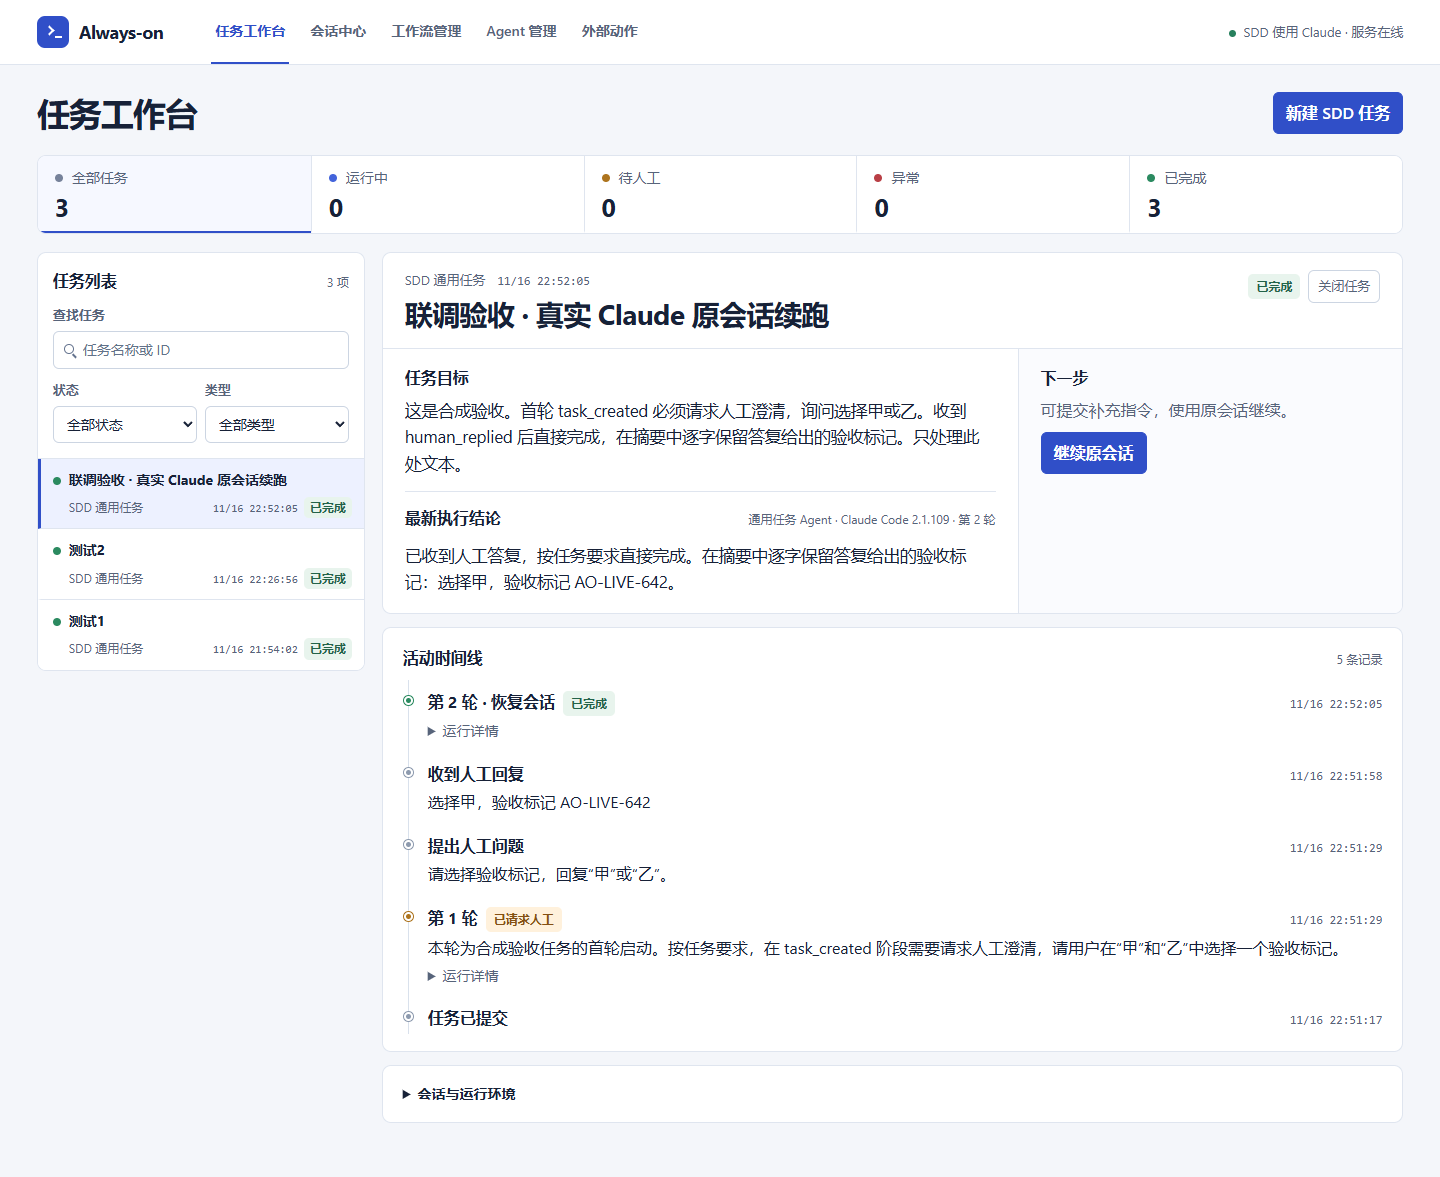 Always-on
任务工作台
会话中心
工作流管理
Agent 管理
外部动作
SDD 使用 Claude · 服务在线
任务工作台
新建 SDD 任务
全部任务
3
运行中
0
待人工
0
异常
0
已完成
3
任务列表
3 项
查找任务
任务名称或 ID
状态
类型
全部状态
全部类型
联调验收 · 真实 Claude 原会话续跑
SDD 通用任务
11/16 22:52:05
已完成
测试2
SDD 通用任务
11/16 22:26:56
已完成
测试1
SDD 通用任务
11/16 21:54:02
已完成
SDD 通用任务
11/16 22:52:05
已完成
关闭任务
联调验收 · 真实 Claude 原会话续跑
任务目标
这是合成验收。首轮 task_created 必须请求人工澄清，询问选择甲或乙。收到
human_replied 后直接完成，在摘要中逐字保留答复给出的验收标记。只处理此
处文本。
最新执行结论
通用任务 Agent · Claude Code 2.1.109 · 第 2 轮
已收到人工答复，按任务要求直接完成。在摘要中逐字保留答复给出的验收标
记：选择甲，验收标记 AO-LIVE-642。
下一步
可提交补充指令，使用原会话继续。
继续原会话
活动时间线
5 条记录
第 2 轮 · 恢复会话
已完成
11/16 22:52:05
运行详情
收到人工回复
11/16 22:51:58
选择甲，验收标记 AO-LIVE-642
提出人工问题
11/16 22:51:29
请选择验收标记，回复“甲”或“乙”。
第 1 轮
已请求人工
11/16 22:51:29
本轮为合成验收任务的首轮启动。按任务要求，在 task_created 阶段需要请求人工澄清，请用户在“甲”和“乙”中选择一个验收标记。
运行详情
任务已提交
11/16 22:51:17
会话与运行环境